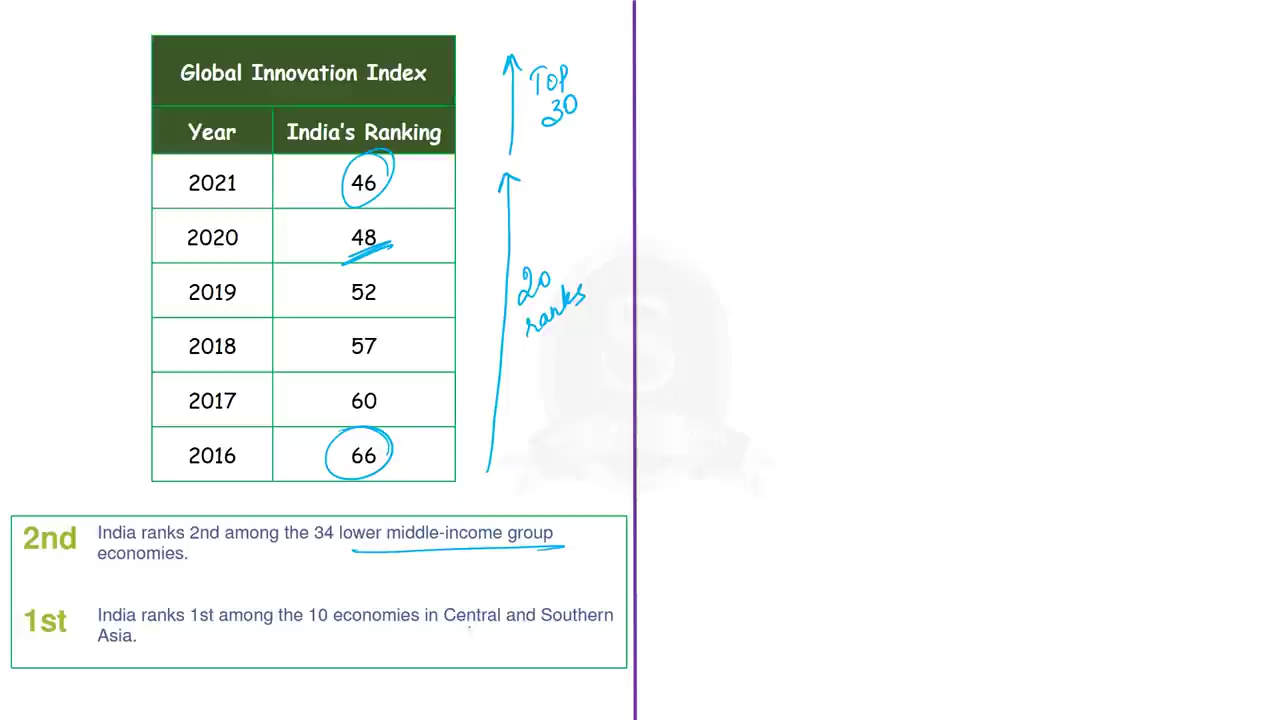 Global Innovation Index
Year India's Ranking
2021 46
2020 48
2019 52
2018 57
2017 60
2016 66
TOP
30
20
ranks
2nd India ranks 2nd among the 34 lower middle-income group
economies.
1st India ranks 1st among the 10 economies in Central and Southern
Asia.